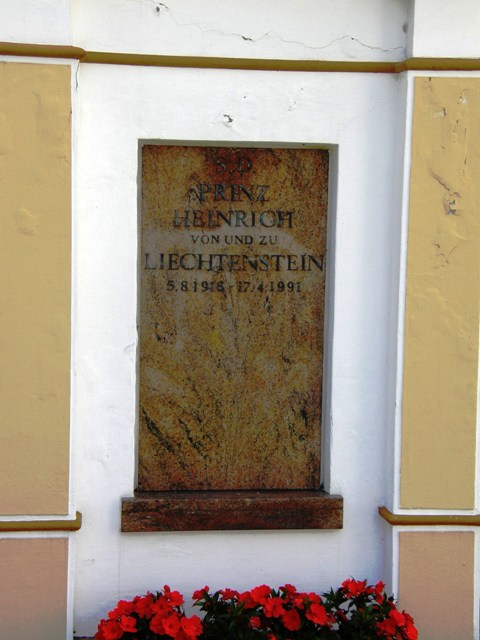 S.D.
PRINZ
HEINRICH
VON UND ZU
LIECHTENSTEIN
5.8.1916 - 17.4.1991